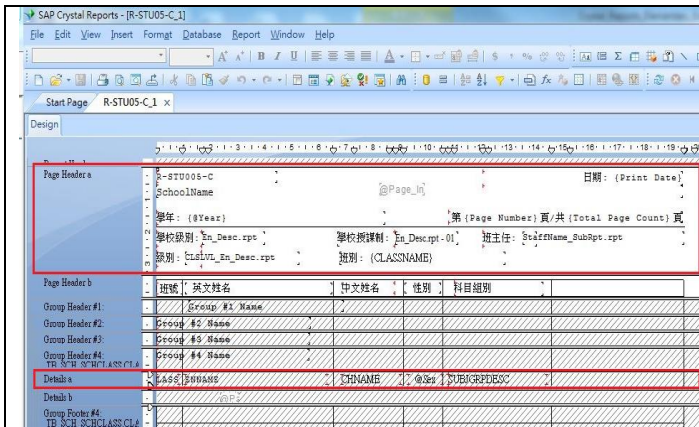 SAP Crystal Reports - [R-STU05-C_1]
File Edit View Insert Format Database Report Window Help
Start Page R-STU05-C_1 ×
Design
Page Header a
R-STU005-C 日期: {Print Date}
SchoolName @Page_in
學年: {@Year} 第 {Page Number} 頁/共 {Total Page Count} 頁
學校級別: En_Desc.rpt 學校授課制: En_Desc.rpt - 01 班主任: StaffName_SubRpt.rpt
級別: CLSLVL_En_Desc.rpt 班別: {CLASSNAME}
Page Header b
班號 英文姓名 中文姓名 性別 科目組別
Group Header #1: Group #1 Name
Group Header #2: Group #2 Name
Group Header #3: Group #3 Name
Group Header #4: Group #4 Name
TB_SCH_SCHCLASS.CLA
Details a LASS ENNAME CHNAME @Sex SUBJGRPDESC
Details b
Group Footer #4:
TB_SCH_SCHCLASS.CLA